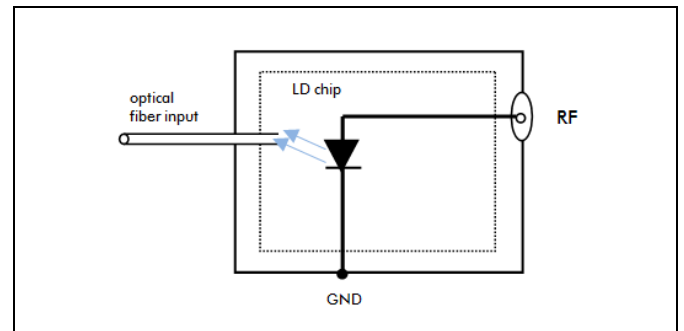 LD chip
optical
fiber input
RF
GND